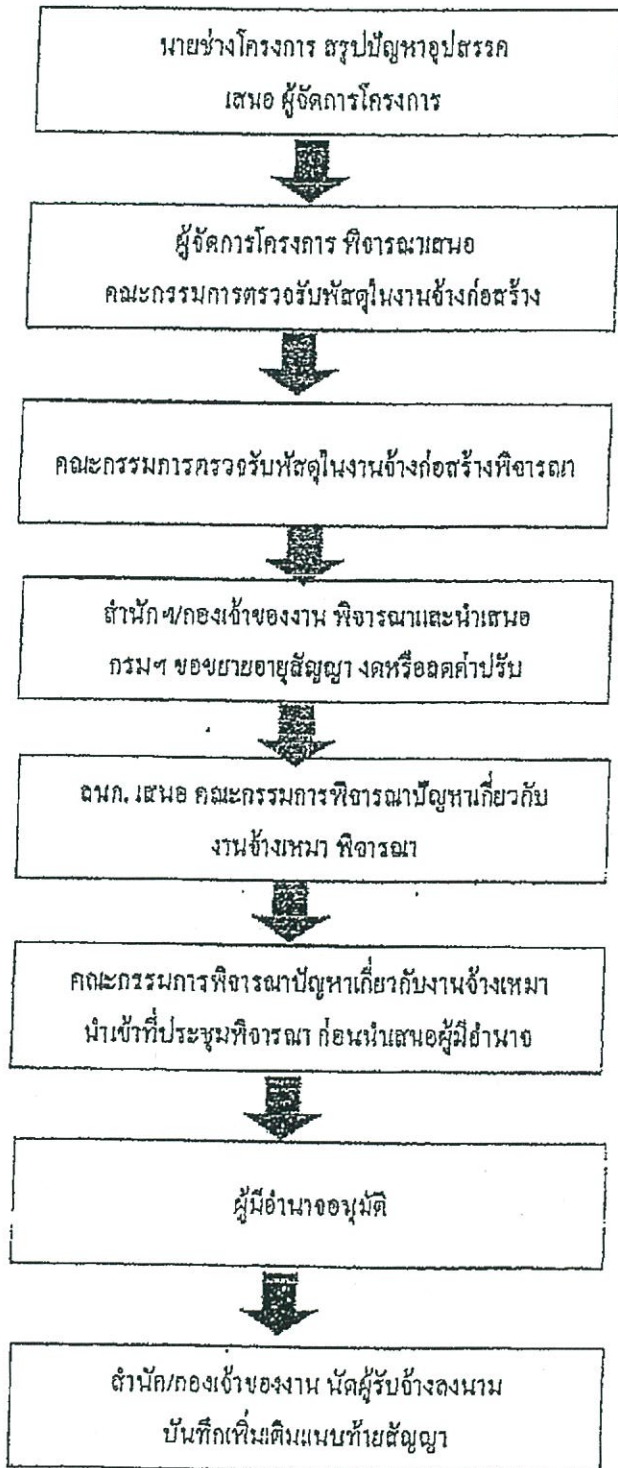 นายช่างโครงการ สรุปปัญหาอุปสรรค
เสนอ ผู้จัดการโครงการ
ผู้จัดการโครงการ พิจารณาเสนอ
คณะกรรมการตรวจรับพัสดุในงานจ้างก่อสร้าง
คณะกรรมการตรวจรับพัสดุในงานจ้างก่อสร้างพิจารณา
สำนักฯ/กองเจ้าของงาน พิจารณาและนำเสนอ
กรมฯ ขอขยายอายุสัญญา งดหรือลดค่าปรับ
ลนก. เสนอ คณะกรรมการพิจารณาปัญหาเกี่ยวกับ
งานจ้างเหมา พิจารณา
คณะกรรมการพิจารณาปัญหาเกี่ยวกับงานจ้างเหมา
นำเข้าที่ประชุมพิจารณา ก่อนนำเสนอผู้มีอำนาจ
ผู้มีอำนาจอนุมัติ
สำนัก/กองเจ้าของงาน นัดผู้รับจ้างลงนาม
บันทึกเพิ่มเติมแนบท้ายสัญญา